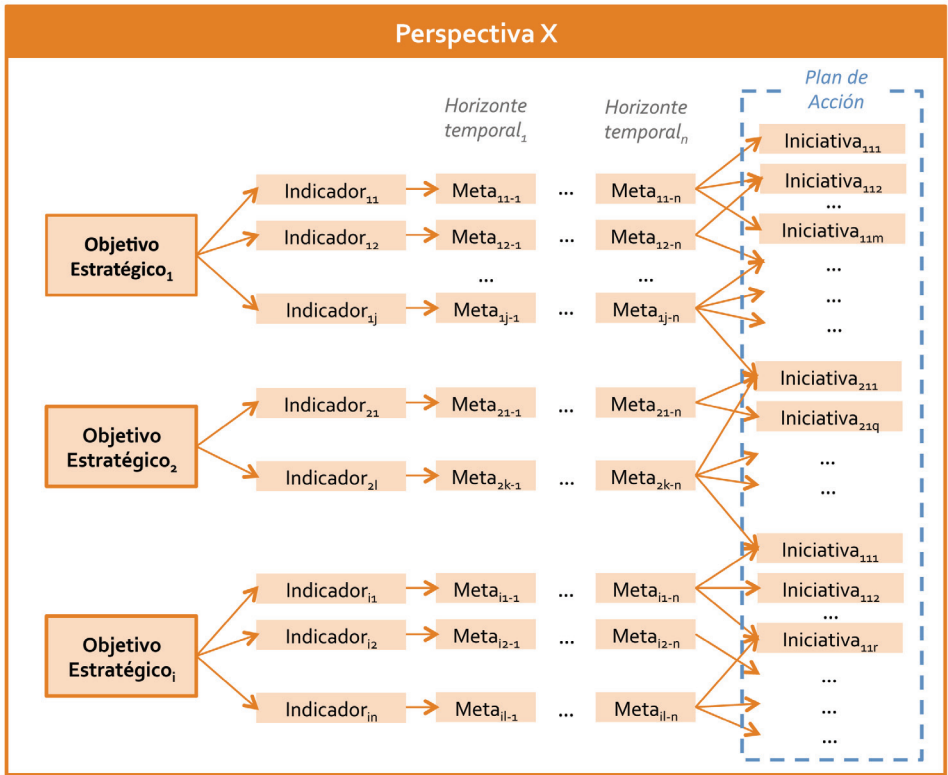 Perspectiva X
Plan de
Acción
Horizonte
temporal₁
Horizonte
temporalₙ
Iniciativa₁₁₁
Indicador₁₁ Meta₁₁₋₁ ... Meta₁₁₋ₙ Iniciativa₁₁₂
...
Objetivo
Estratégico₁
Indicador₁₂ Meta₁₂₋₁ ... Meta₁₂₋ₙ Iniciativa₁₁ₘ
... ... ...
...
Indicador₁ⱼ Meta₁ⱼ₋₁ ... Meta₁ⱼ₋ₙ
...
Iniciativa₂₁₁
Indicador₂₁ Meta₂₁₋₁ ... Meta₂₁₋ₙ Iniciativa₂₁q
Objetivo
Estratégico₂
...
Indicador₂ₗ Meta₂ₖ₋₁ ... Meta₂ₖ₋ₙ
...
Iniciativa₁₁₁
Indicadorᵢ₁ Metaᵢ₁₋₁ ... Metaᵢ₁₋ₙ Iniciativa₁₁₂
...
Indicadorᵢ₂ Metaᵢ₂₋₁ ... Metaᵢ₂₋ₙ Iniciativa₁₁ᵣ
Objetivo
Estratégicoᵢ
...
Indicadorᵢₙ Metaᵢₗ₋₁ ... Metaᵢₗ₋ₙ
...
...